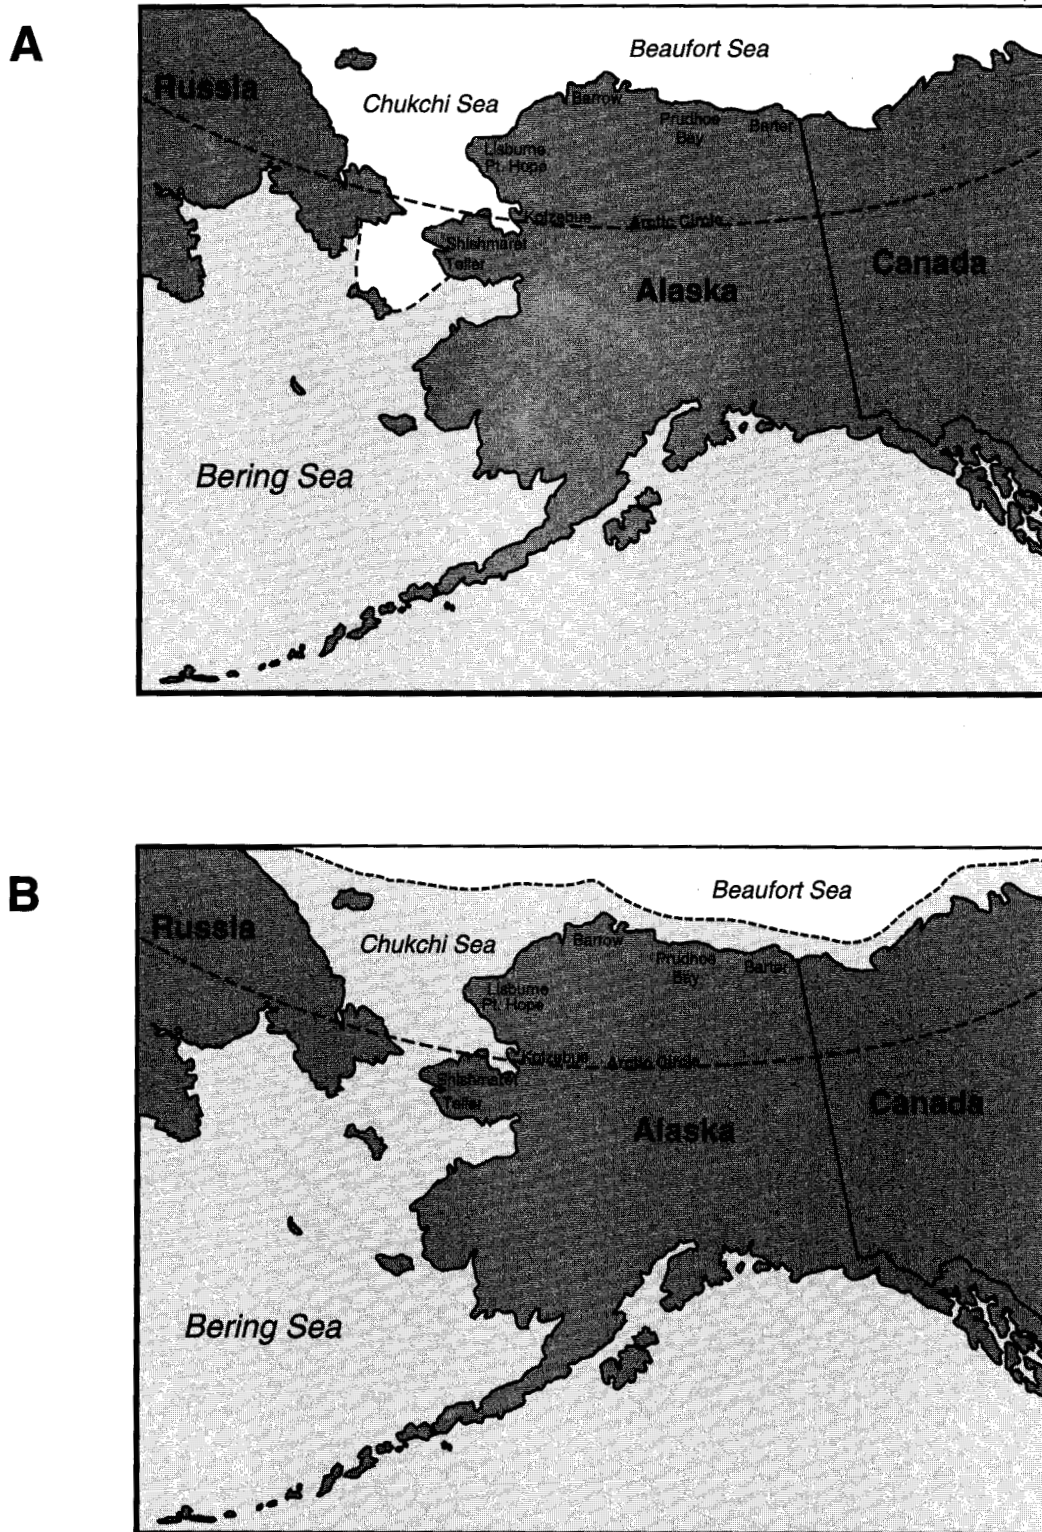 A
Beaufort Sea
Russia
Chukchi Sea
Barrow
Prudhoe
Bay
Barter
Lisburne
Pt. Hope
Kotzebue
Arctic Circle
Shishmaref
Teller
Canada
Alaska
Bering Sea
B
Beaufort Sea
Russia
Chukchi Sea
Barrow
Prudhoe
Bay
Barter
Lisburne
Pt. Hope
Kotzebue
Arctic Circle
Shishmaref
Teller
Canada
Alaska
Bering Sea